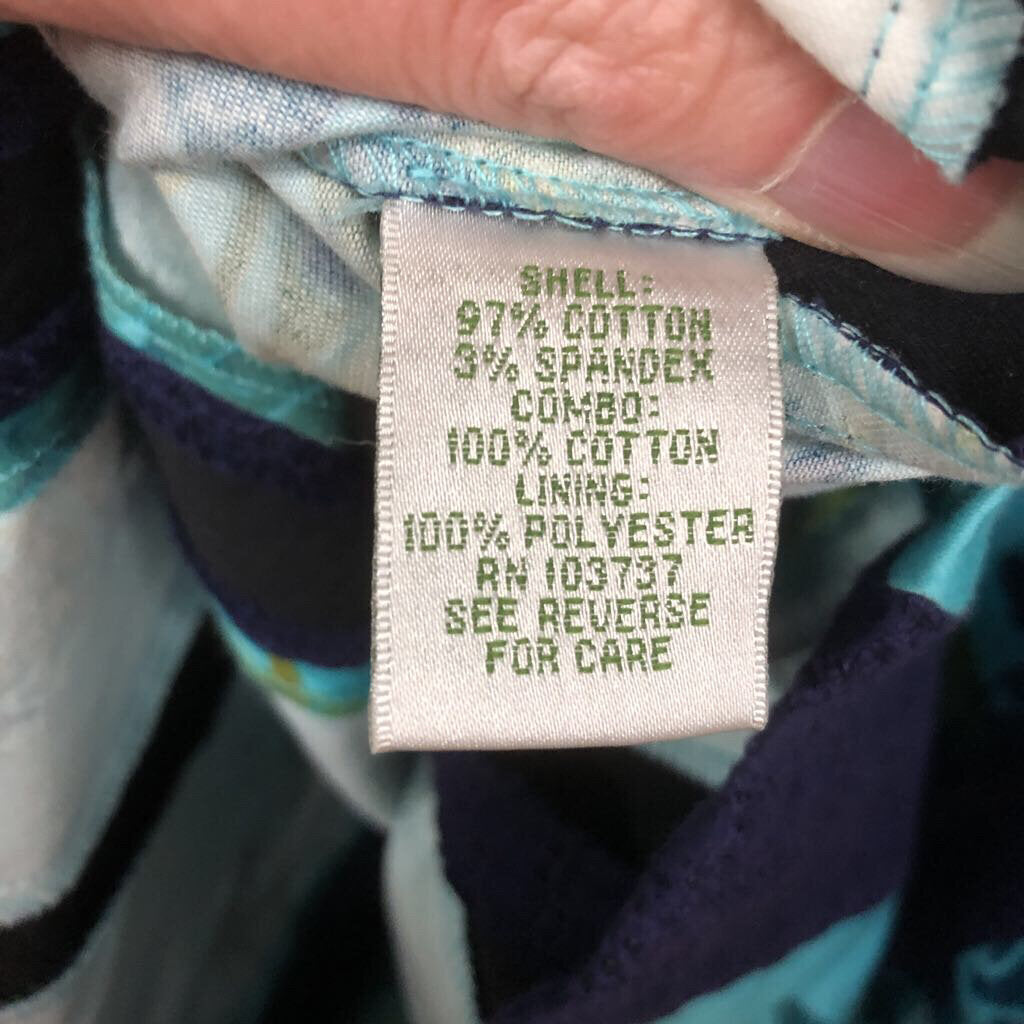 SHELL:
97% COTTON
3% SPANDEX
COMBO:
100% COTTON
LINING:
100% POLYESTER
RN 103737
SEE REVERSE
FOR CARE